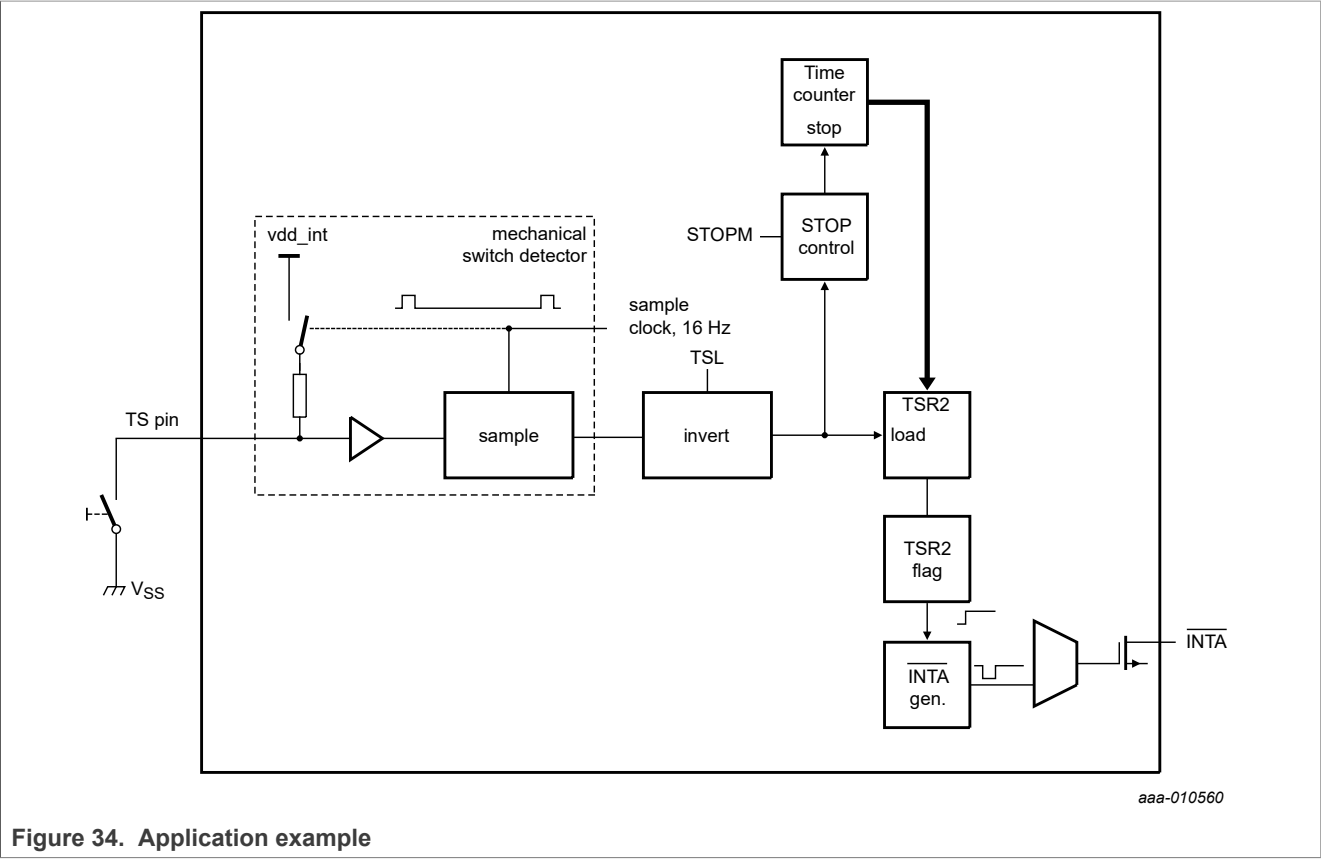 Time
counter
stop
STOPM
STOP
control
vdd_int
mechanical
switch detector
sample
clock, 16 Hz
TSL
TS pin
sample
invert
TSR2
load
TSR2
flag
VSS
INTA
INTA
gen.
aaa-010560
Figure 34. Application example